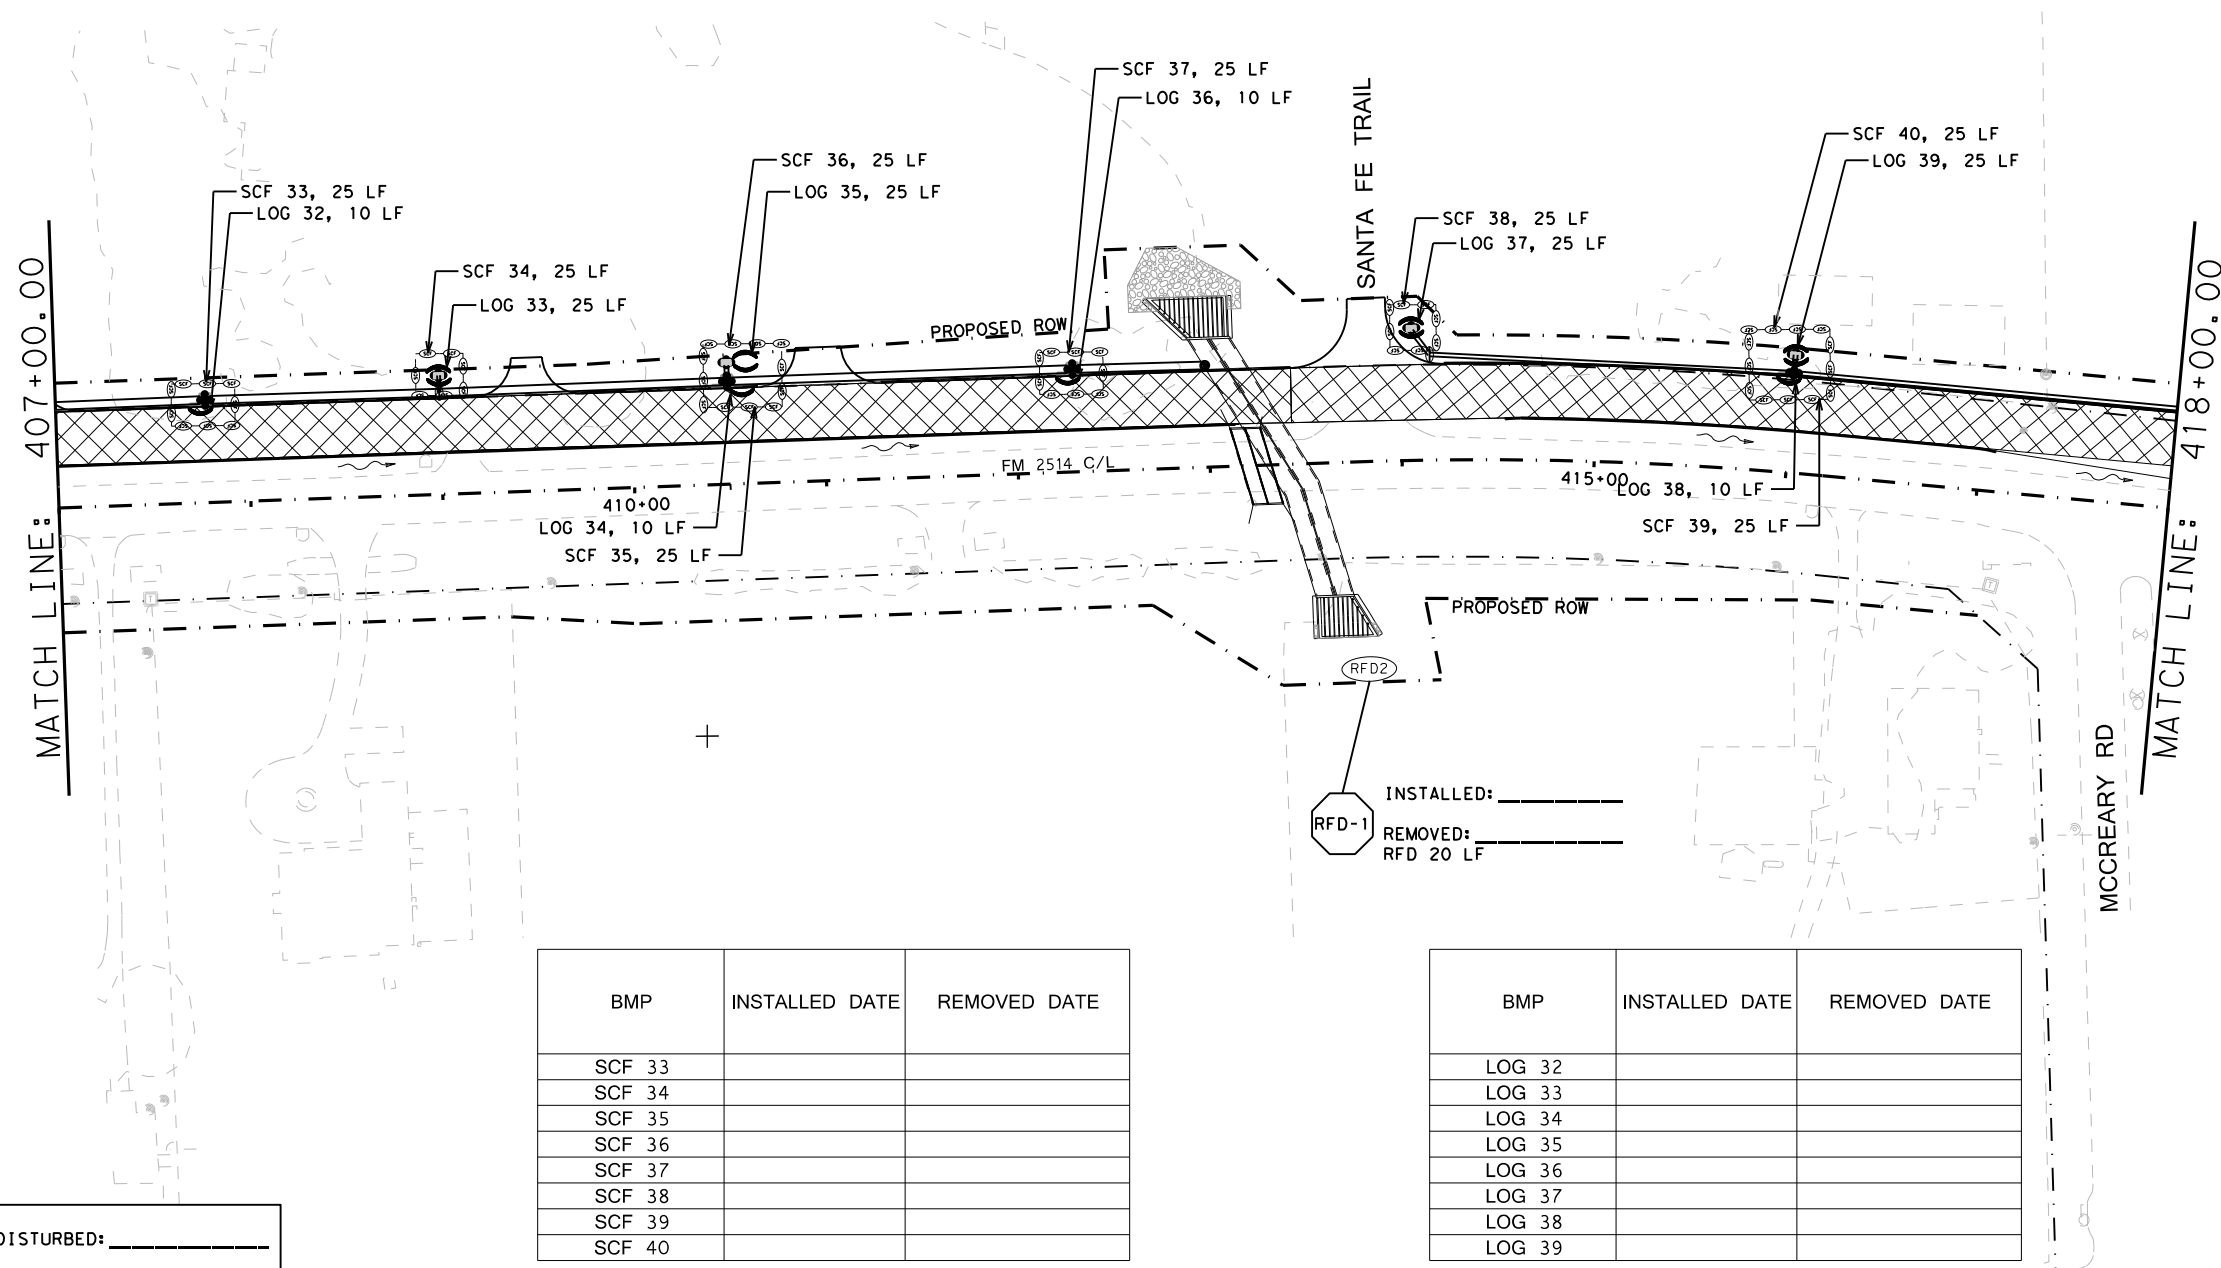 SCF 37, 25 LF
LOG 36, 10 LF
SANTA FE TRAIL
SCF 40, 25 LF
LOG 39, 25 LF
SCF 36, 25 LF
LOG 35, 25 LF
SCF 33, 25 LF
LOG 32, 10 LF
SCF 38, 25 LF
LOG 37, 25 LF
SCF 34, 25 LF
LOG 33, 25 LF
MATCH LINE: 407+00.00
MATCH LINE: 418+00.00
PROPOSED ROW
FM 2514 C/L
410+00
415+00
LOG 38, 10 LF
SCF 39, 25 LF
LOG 34, 10 LF
SCF 35, 25 LF
PROPOSED ROW
RFD2
RFD-1
INSTALLED:
REMOVED:
RFD 20 LF
MCCREARY RD
BMP INSTALLED DATE REMOVED DATE
SCF 33
SCF 34
SCF 35
SCF 36
SCF 37
SCF 38
SCF 39
SCF 40
BMP INSTALLED DATE REMOVED DATE
LOG 32
LOG 33
LOG 34
LOG 35
LOG 36
LOG 37
LOG 38
LOG 39
DISTURBED: